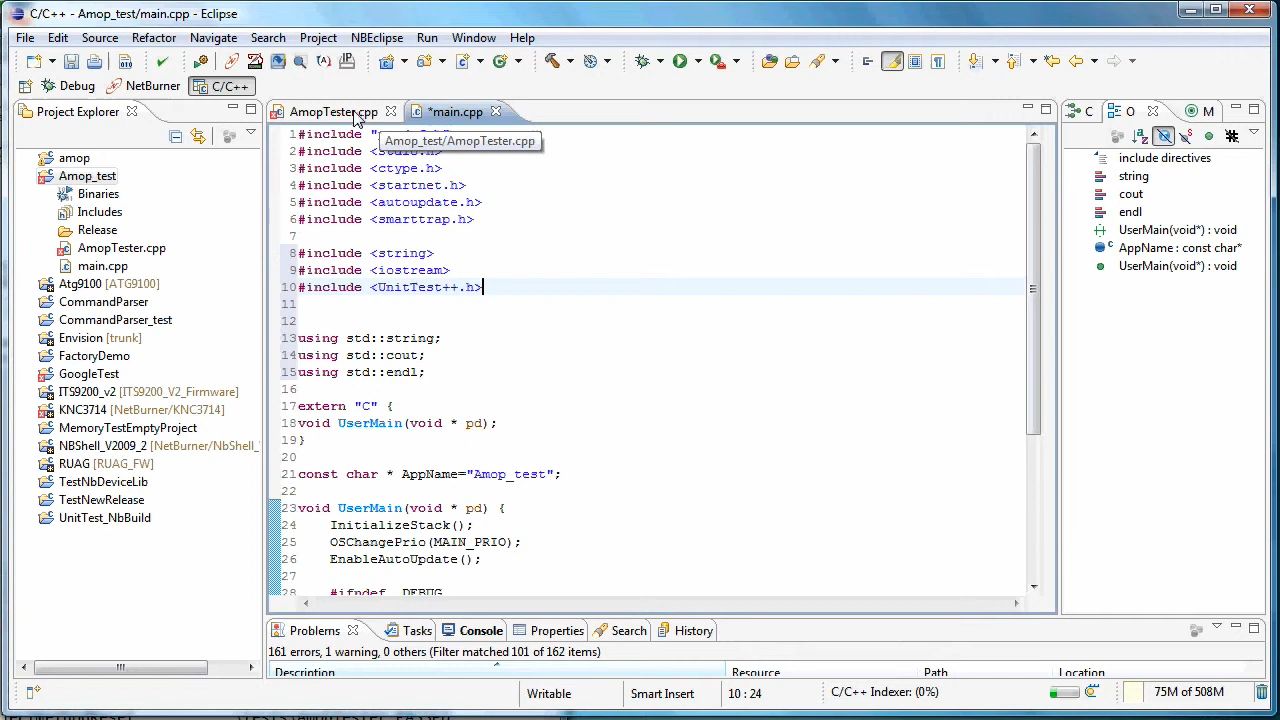 C/C++ - Amop_test/main.cpp - Eclipse
File Edit Source Refactor Navigate Search Project NBEclipse Run Window Help
Debug NetBurner C/C++
Project Explorer
amop
Amop_test
Binaries
Includes
Release
AmopTester.cpp
main.cpp
Atg9100 [ATG9100]
CommandParser
CommandParser_test
Envision [trunk]
FactoryDemo
GoogleTest
ITS9200_v2 [ITS9200_V2_Firmware]
KNC3714 [NetBurner/KNC3714]
MemoryTestEmptyProject
NBShell_V2009_2 [NetBurner/NbShell_
RUAG [RUAG_FW]
TestNbDeviceLib
TestNewRelease
UnitTest_NbBuild
AmopTester.cpp *main.cpp
Amop_test/AmopTester.cpp
1 #include
2 #include <stdio.h>
3 #include <ctype.h>
4 #include <startnet.h>
5 #include <autoupdate.h>
6 #include <smarttrap.h>
7
8 #include <string>
9 #include <iostream>
10 #include <UnitTest++.h>
11
12
13 using std::string;
14 using std::cout;
15 using std::endl;
16
17 extern "C" {
18 void UserMain(void * pd);
19 }
20
21 const char * AppName="Amop_test";
22
23 void UserMain(void * pd) {
24 InitializeStack();
25 OSChangePrio(MAIN_PRIO);
26 EnableAutoUpdate();
27
28 #ifndef _DEBUG
C O M
include directives
string
cout
endl
UserMain(void*) : void
AppName : const char*
UserMain(void*) : void
Problems Tasks Console Properties Search History
161 errors, 1 warning, 0 others (Filter matched 101 of 162 items)
Description Resource Path Location
Writable Smart Insert 10 : 24 C/C++ Indexer: (0%) 75M of 508M